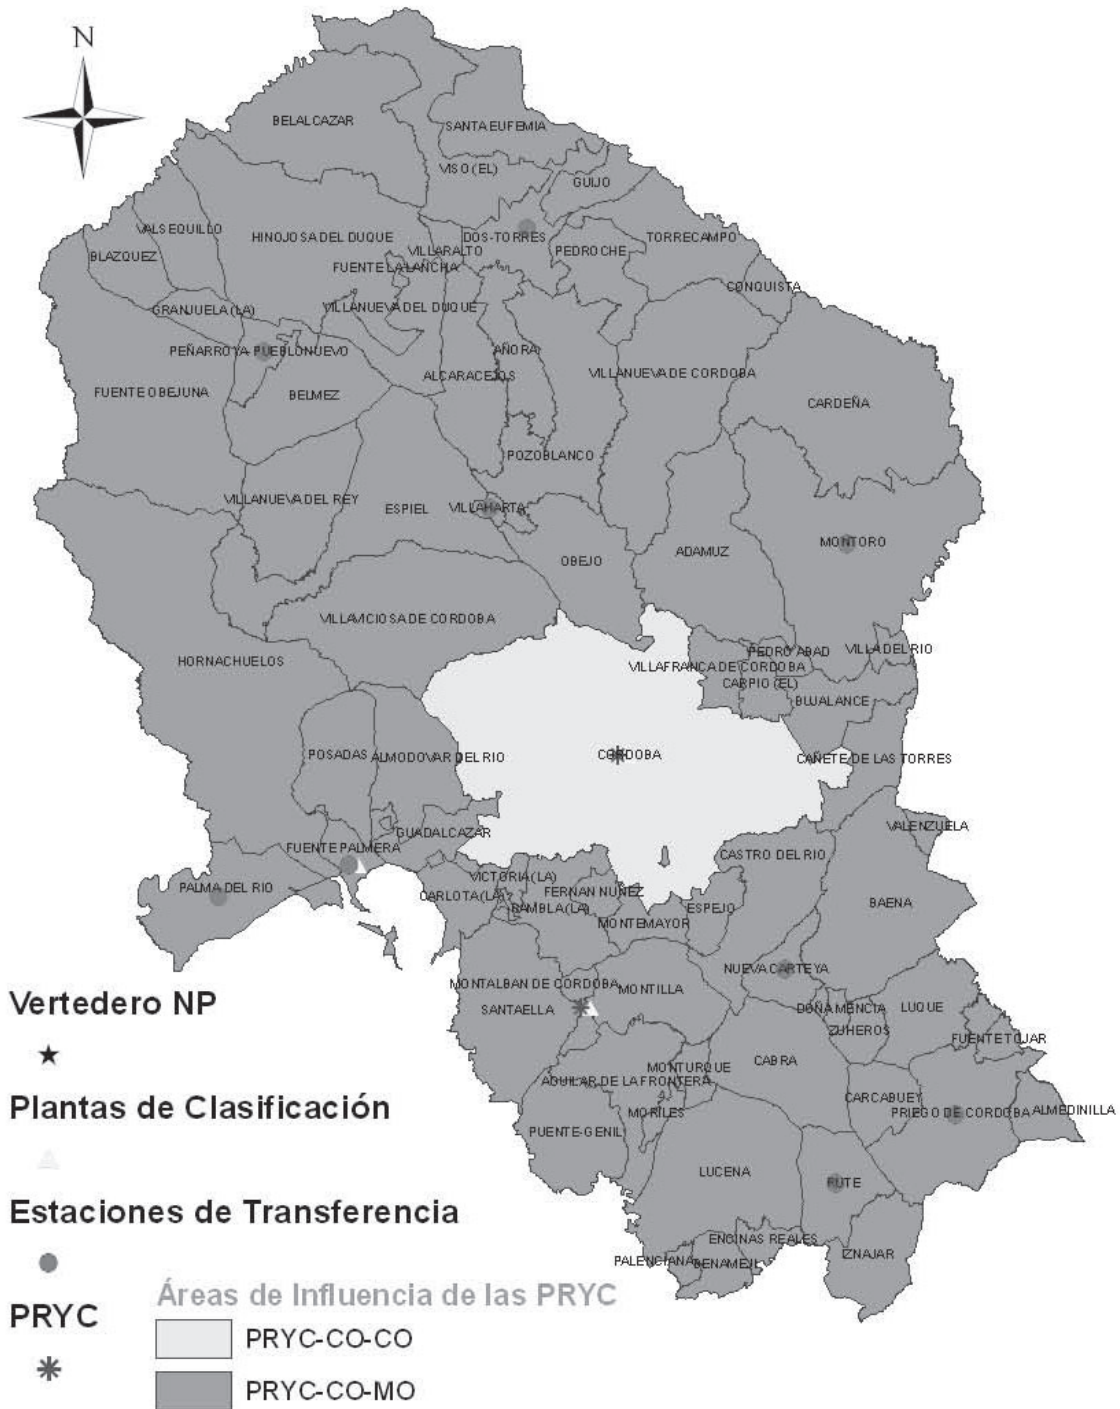 N
BELALCAZAR
SANTA EUFEMIA
VISO (EL)
GUIJO
VALSEQUILLO
HINOJOSA DEL DUQUE
DOS-TORRES
TORRECAMPO
BLAZQUEZ
VILLARALTO
PEDROCHE
FUENTE LA LANCHA
CONQUISTA
GRANJUELA (LA)
VILLANUEVA DEL DUQUE
PEÑARROYA-PUEBLONUEVO
AÑORA
FUENTE OBEJUNA
BELMEZ
ALCARACEJOS
VILLANUEVA DE CORDOBA
CARDEÑA
POZOBLANCO
VILLANUEVA DEL REY
ESPIEL
VILLAHARTA
OBEJO
ADAMUZ
MONTORO
VILLAVICIOSA DE CORDOBA
HORNACHUELOS
PEDRO ABAD
VILLA DEL RIO
VILLAFRANCA DE CORDOBA
CARPIO (EL)
BUJALANCE
POSADAS
ALMODOVAR DEL RIO
CORDOBA
CAÑETE DE LAS TORRES
GUADALCAZAR
VALENZUELA
FUENTE PALMERA
CASTRO DEL RIO
PALMA DEL RIO
VICTORIA (LA)
CARLOTA (LA)
FERNAN NUÑEZ
RAMBLA (LA)
ESPEJO
BAENA
MONTEMAYOR
NUEVA CARTEYA
MONTALBAN DE CORDOBA
MONTILLA
SANTAELLA
DOÑA MENCIA
LUQUE
ZUHEROS
FUENTE TOJAR
MONTURQUE
CABRA
AGUILAR DE LA FRONTERA
CARCABUEY
MORILES
PRIEGO DE CORDOBA
ALMEDINILLA
PUENTE-GENIL
LUCENA
RUTE
ENCINAS REALES
IZNAJAR
PALENCIANA
BENAMEJI
Vertedero NP
Plantas de Clasificación
Estaciones de Transferencia
PRYC
Áreas de Influencia de las PRYC
PRYC-CO-CO
PRYC-CO-MO